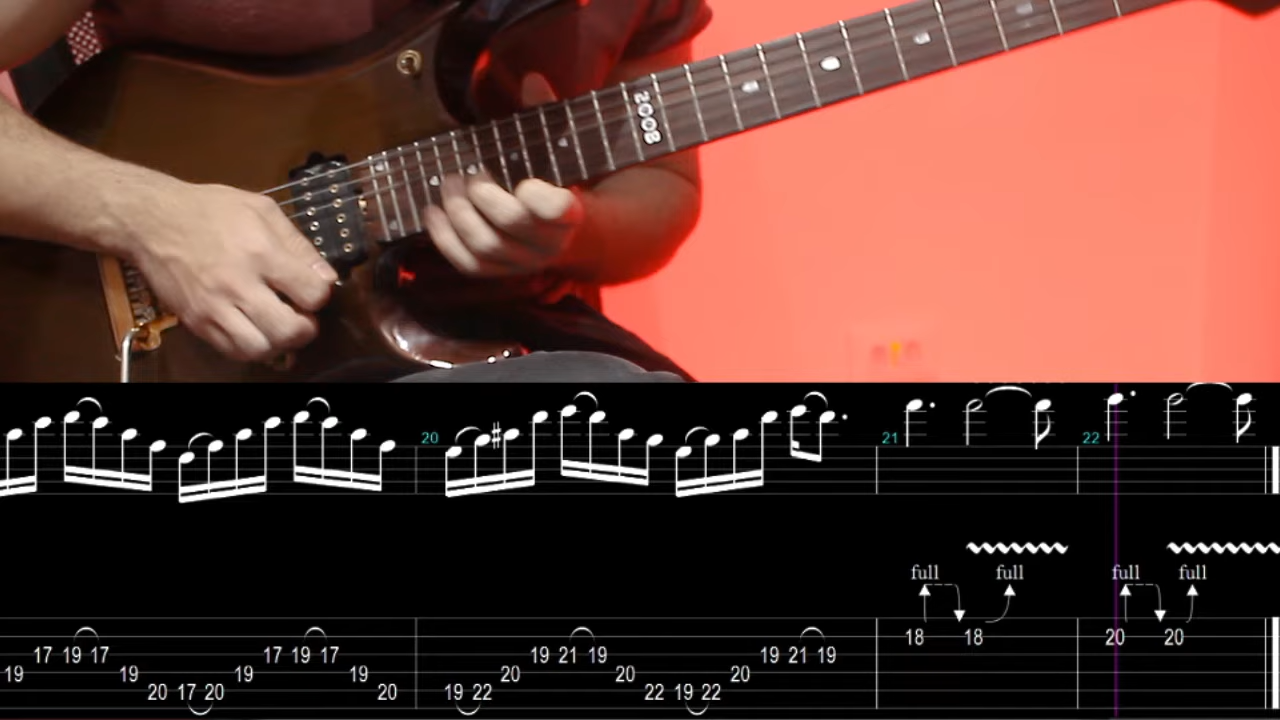 2008
20
21
22
full full full full
18 18 20 20
17 19 17 17 19 17 19 21 19 19 21 19
19 19 19 19 20 20 20
20 17 20 20 19 22 22 19 22